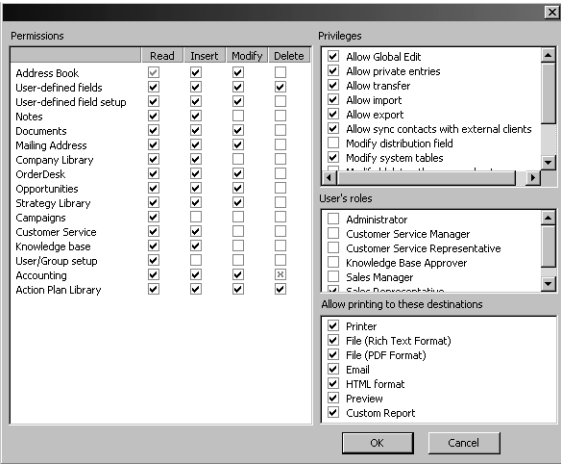 Permissions
Read Insert Modify Delete
Address Book
User-defined fields
User-defined field setup
Notes
Documents
Mailing Address
Company Library
OrderDesk
Opportunities
Strategy Library
Campaigns
Customer Service
Knowledge base
User/Group setup
Accounting
Action Plan Library
Privileges
Allow Global Edit
Allow private entries
Allow transfer
Allow import
Allow export
Allow sync contacts with external clients
Modify distribution field
Modify system tables
User's roles
Administrator
Customer Service Manager
Customer Service Representative
Knowledge Base Approver
Sales Manager
Sales Representative
Allow printing to these destinations
Printer
File (Rich Text Format)
File (PDF Format)
Email
HTML format
Preview
Custom Report
OK
Cancel